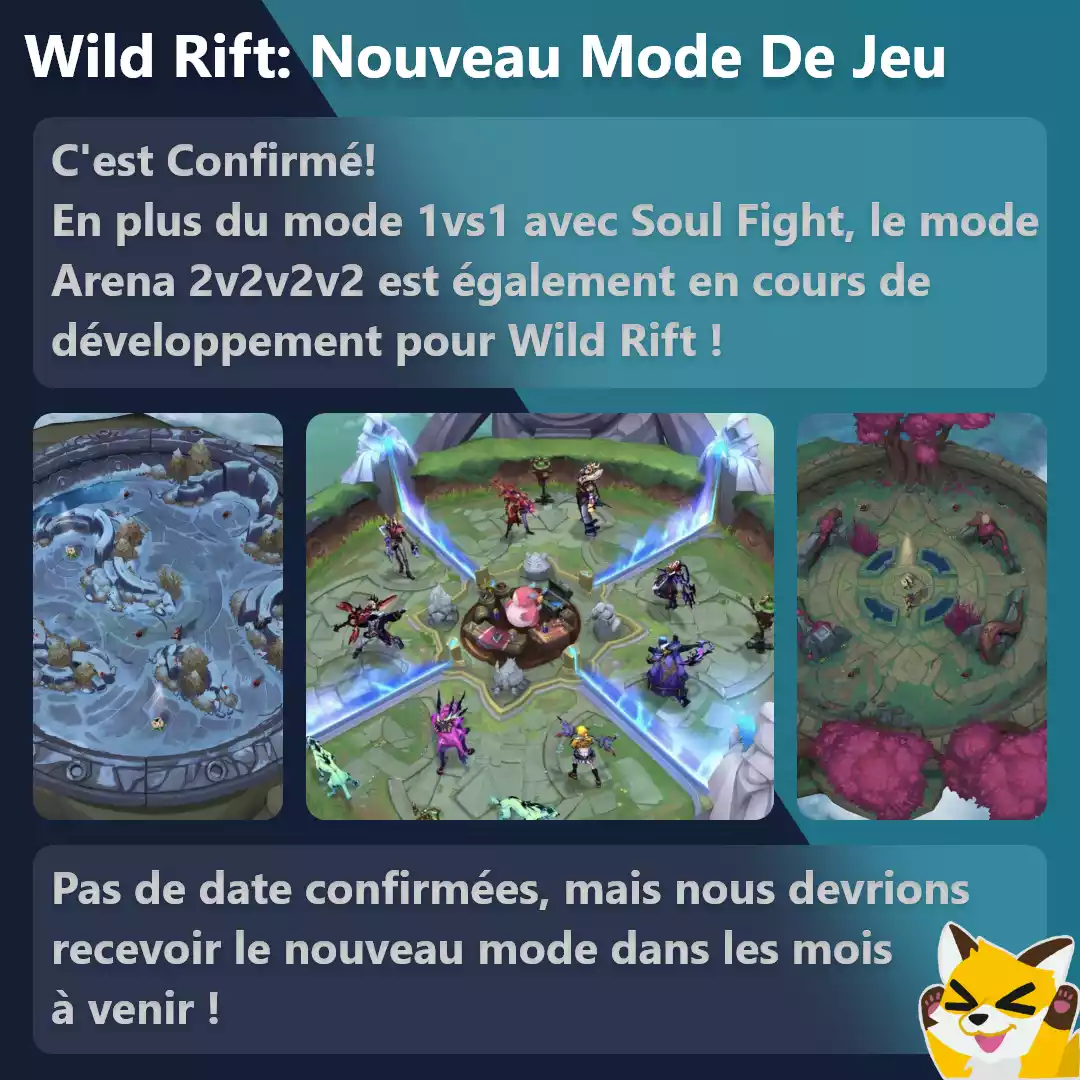 Wild Rift: Nouveau Mode De Jeu
C'est Confirmé!
En plus du mode 1vs1 avec Soul Fight, le mode
Arena 2v2v2v2 est également en cours de
développement pour Wild Rift !
Pas de date confirmées, mais nous devrions
recevoir le nouveau mode dans les mois
à venir !